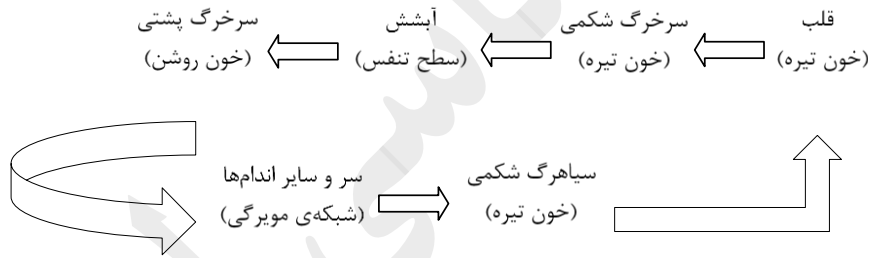 قلب
(خون تیره)
سرخرگ شکمی
(خون تیره)
آبشش
(سطح تنفس)
سرخرگ پشتی
(خون روشن)
سر و سایر اندام‌ها
(شبکه‌ی مویرگی)
سیاهرگ شکمی
(خون تیره)